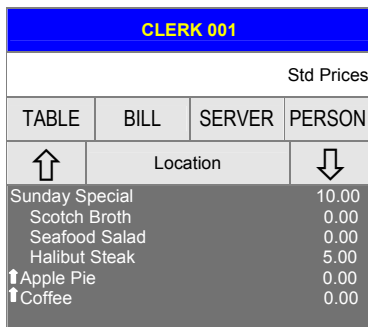 CLERK 001
Std Prices
TABLE BILL SERVER PERSON
Location
Sunday Special 10.00
Scotch Broth 0.00
Seafood Salad 0.00
Halibut Steak 5.00
Apple Pie 0.00
Coffee 0.00